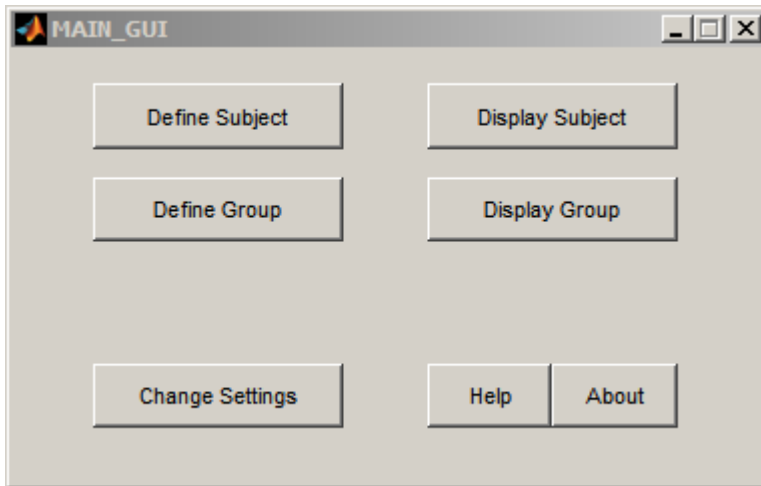 MAIN_GUI
Define Subject
Display Subject
Define Group
Display Group
Change Settings
Help
About